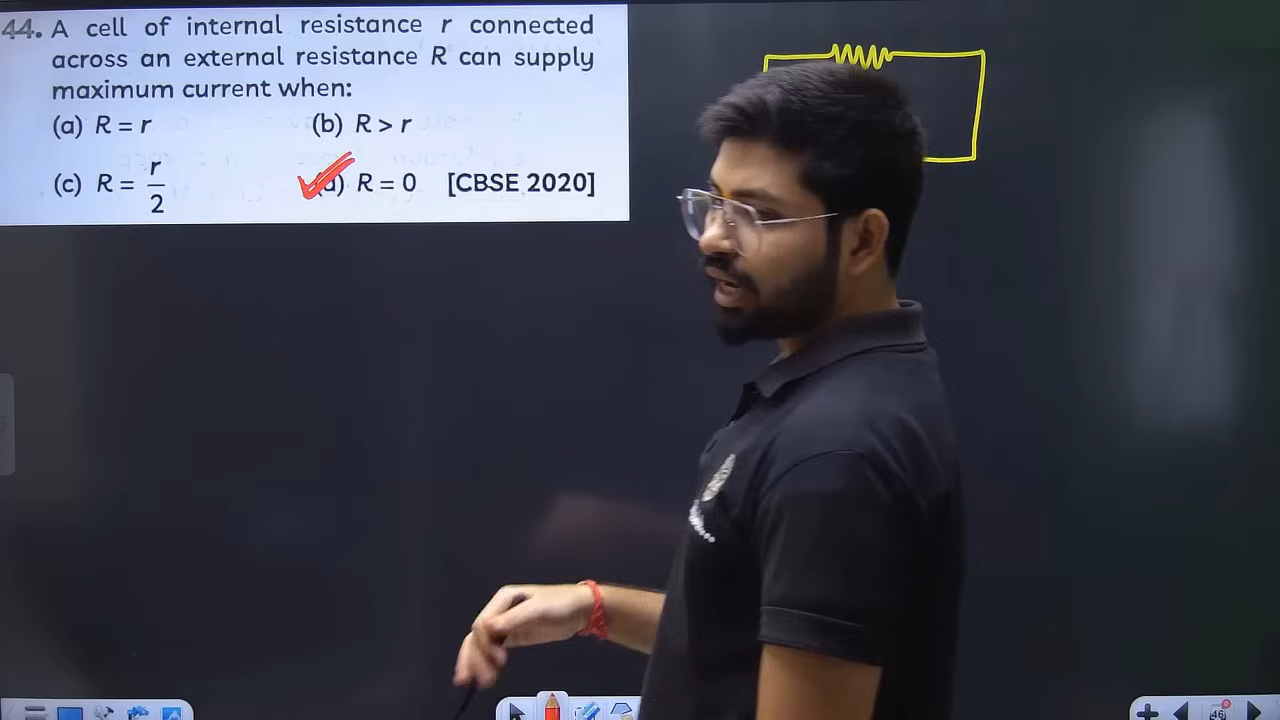 44. A cell of internal resistance r connected
across an external resistance R can supply
maximum current when:
(a) R = r (b) R > r
(c) R = r/2 (d) R = 0 [CBSE 2020]
46